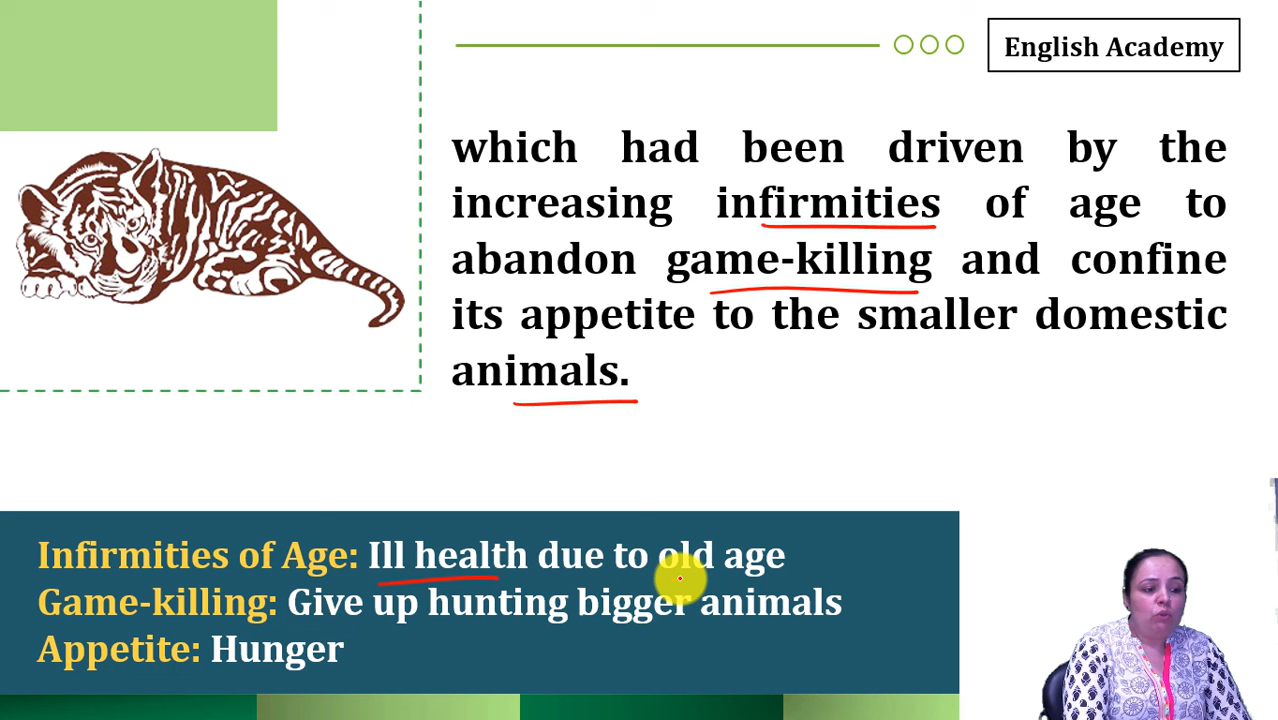 English Academy
which had been driven by the
increasing infirmities of age to
abandon game-killing and confine
its appetite to the smaller domestic
animals.
Infirmities of Age: Ill health due to old age
Game-killing: Give up hunting bigger animals
Appetite: Hunger